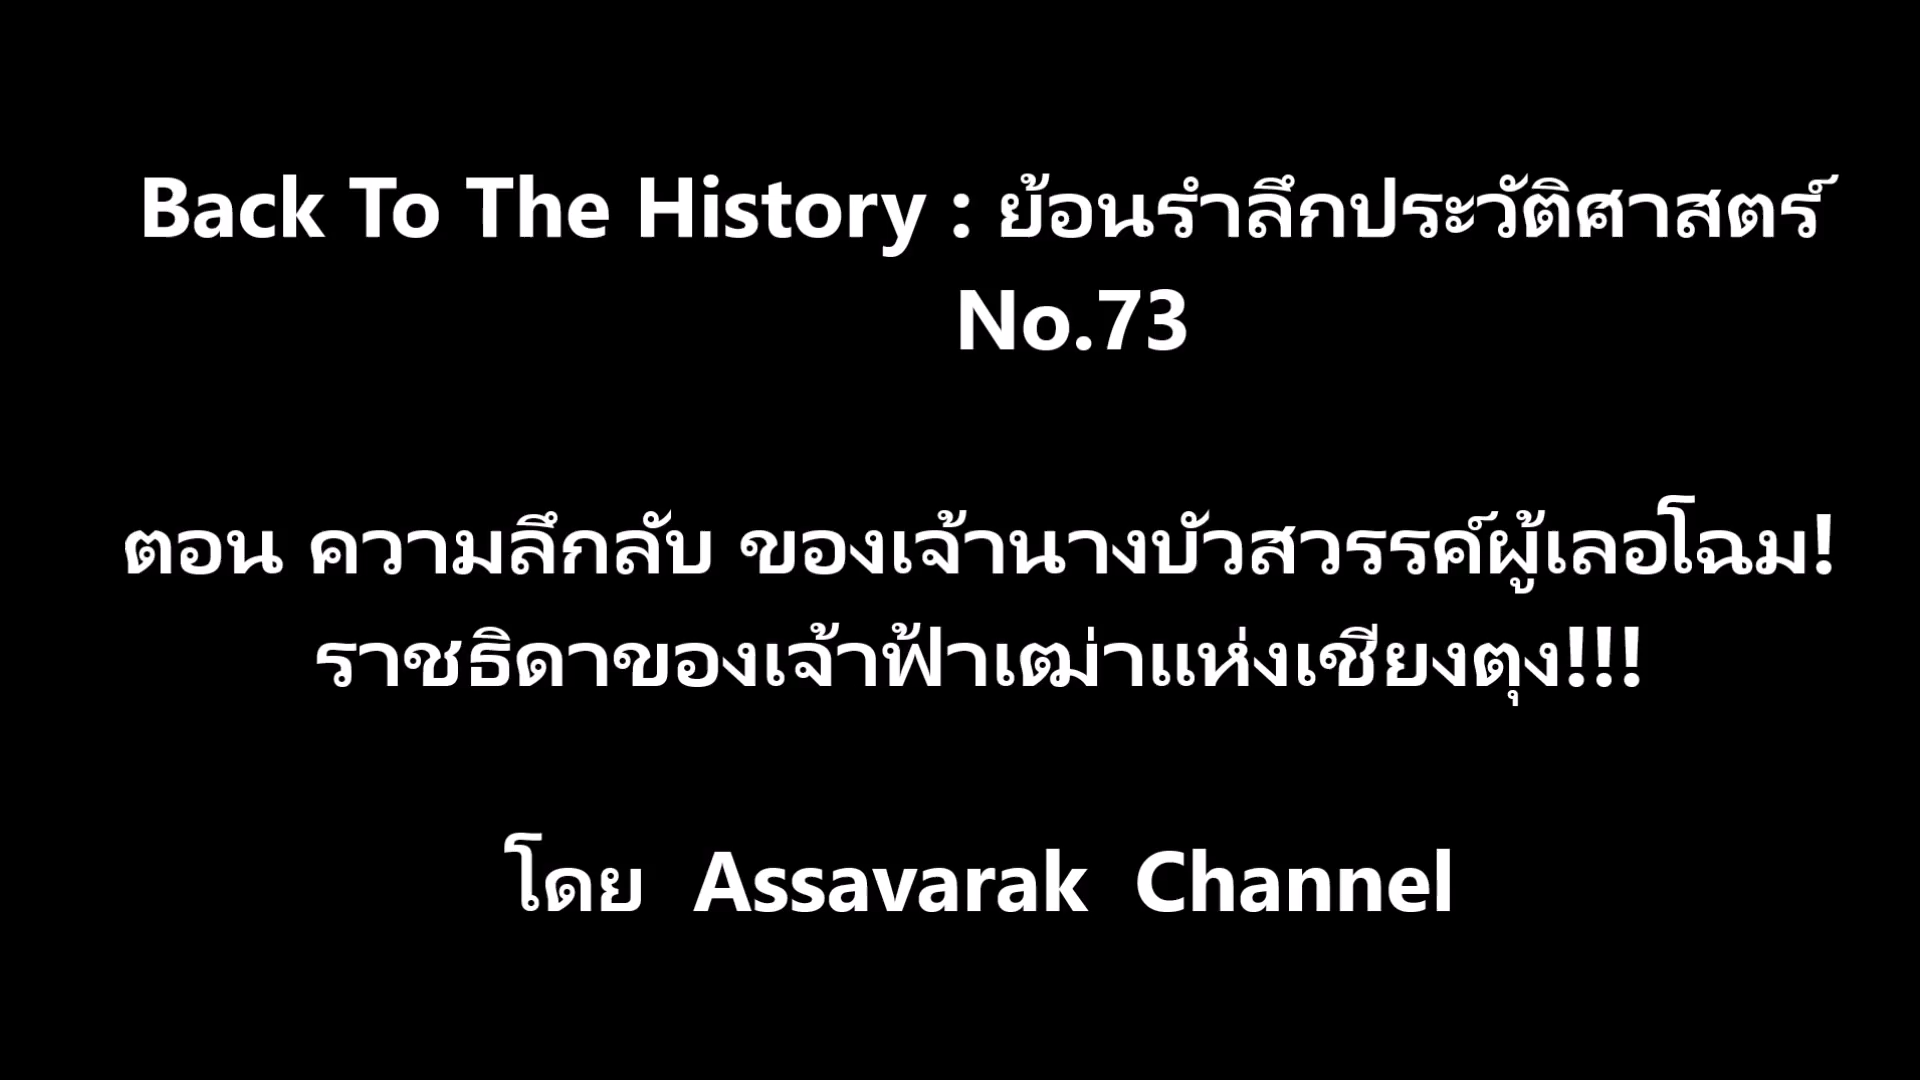 Back To The History : ย้อนรำลึกประวัติศาสตร์
No.73
ตอน ความลึกลับ ของเจ้านางบัวสวรรค์ผู้เลอโฉม!
ราชธิดาของเจ้าฟ้าเฒ่าแห่งเชียงตุง!!!
โดย Assavarak Channel